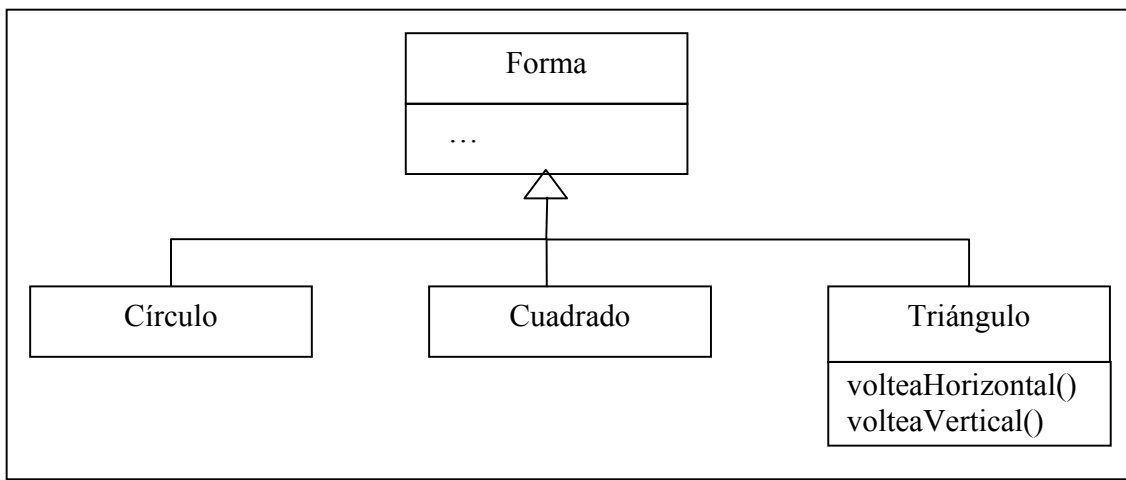 Forma
…
Círculo
Cuadrado
Triángulo
volteaHorizontal()
volteaVertical()